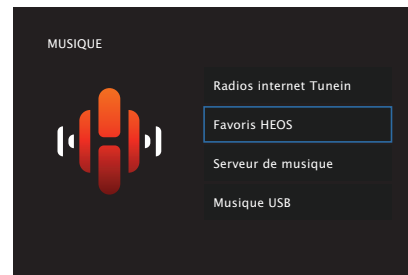 MUSIQUE
Radios internet Tunein
Favoris HEOS
Serveur de musique
Musique USB